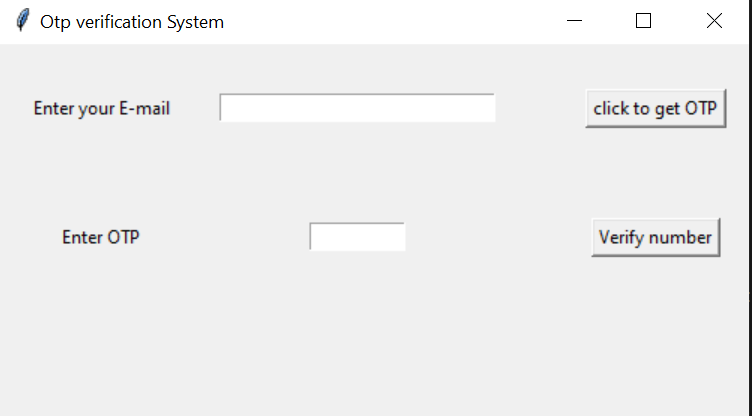 Otp verification System
Enter your E-mail
click to get OTP
Enter OTP
Verify number